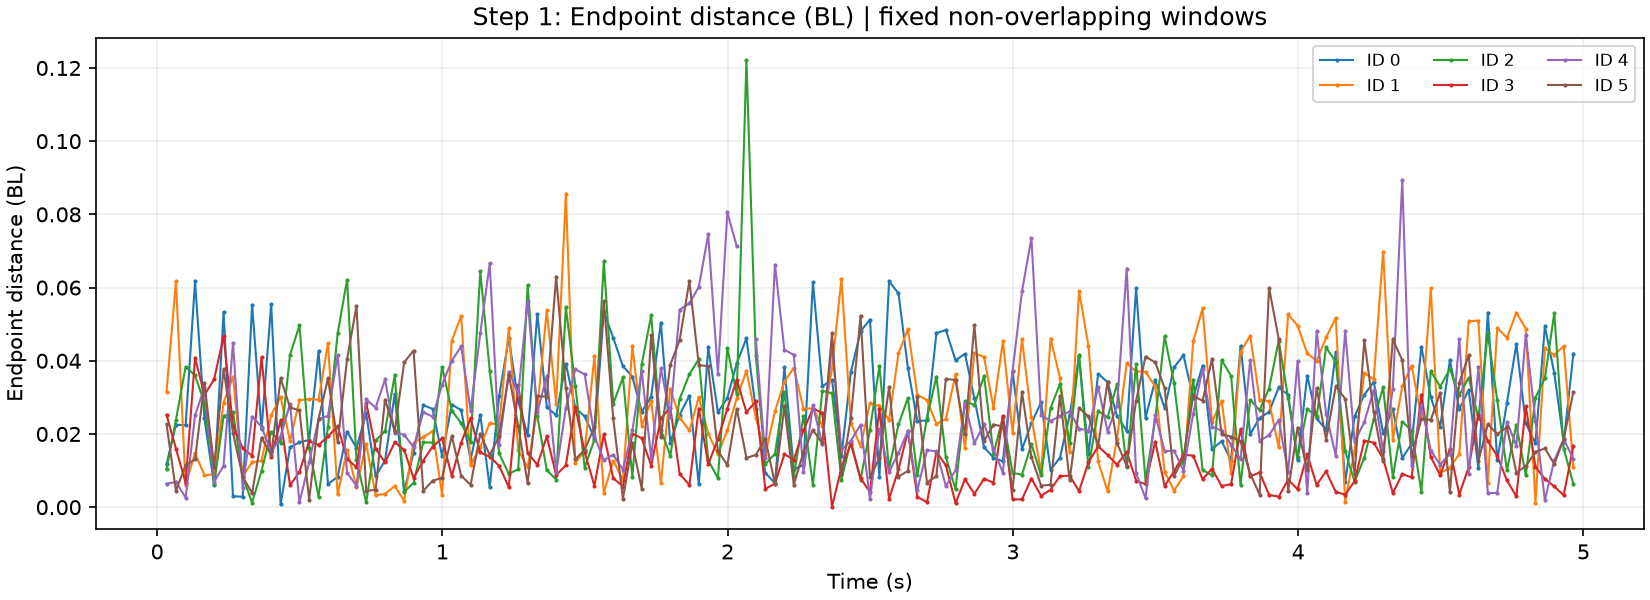 Step 1: Endpoint distance (BL) | fixed non-overlapping windows
Endpoint distance (BL)
0.12
0.10
0.08
0.06
0.04
0.02
0.00
ID 0
ID 2
ID 4
ID 1
ID 3
ID 5
0
1
2
3
4
5
Time (s)